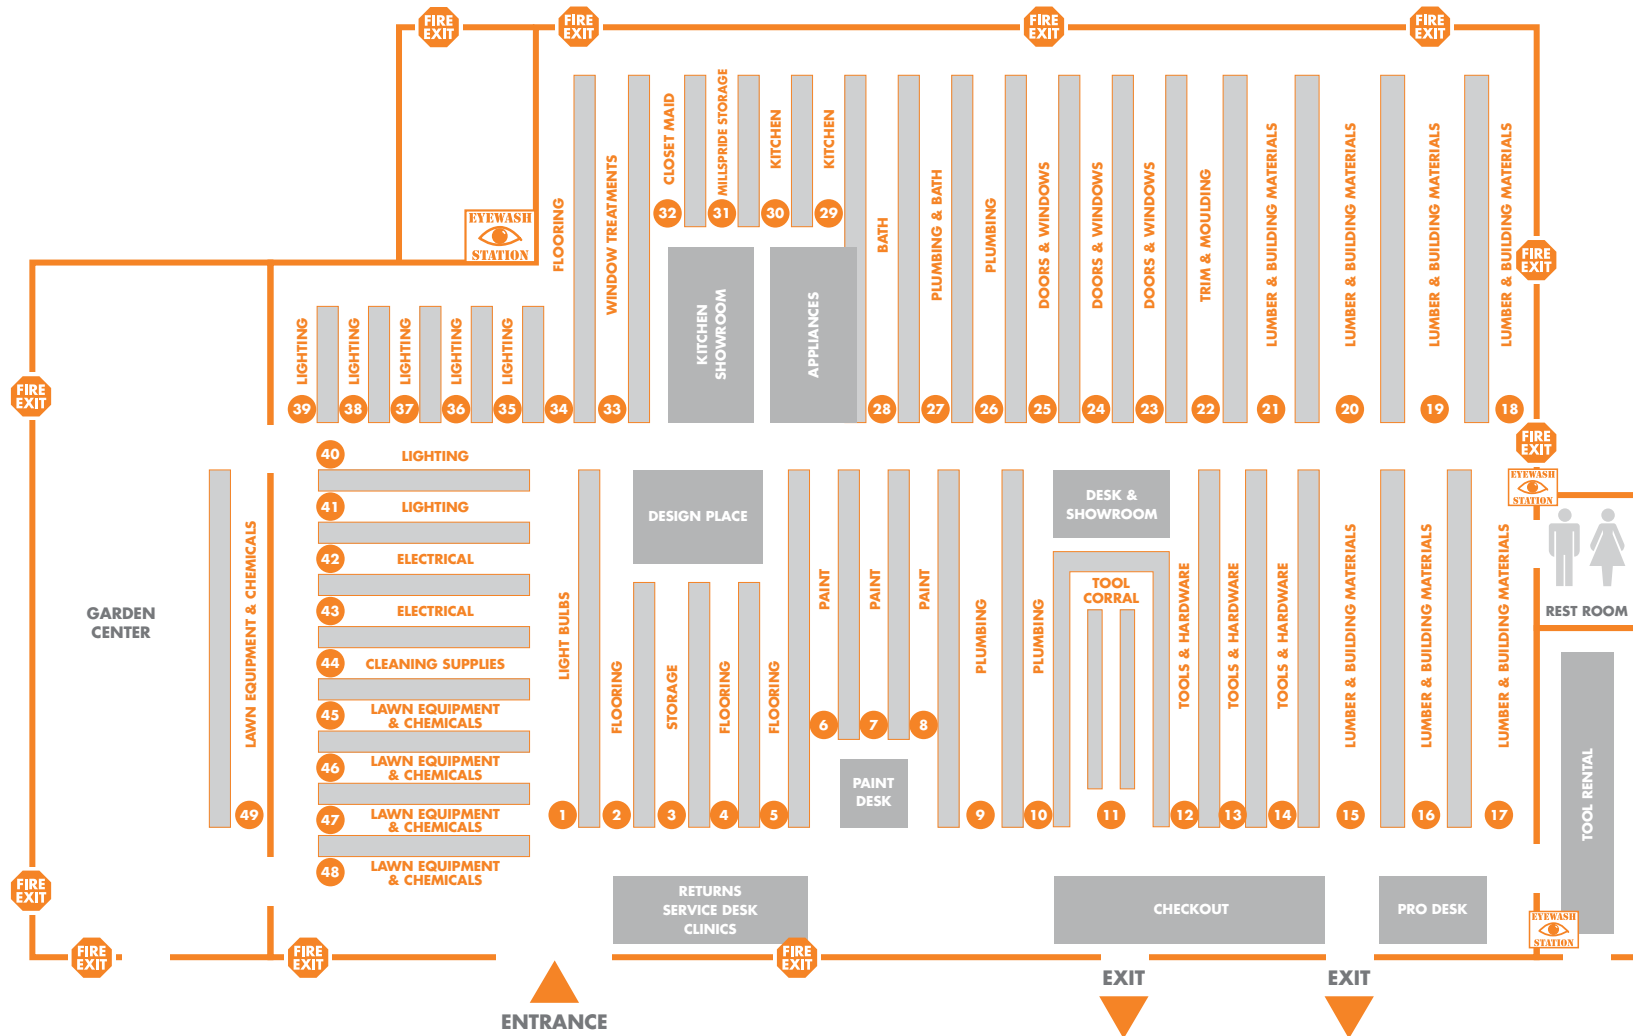 FIRE
EXIT
FIRE
EXIT
FIRE
EXIT
FIRE
EXIT
EYEWASH
STATION
FLOORING
WINDOW TREATMENTS
CLOSET MAID
MILLSPRIDE STORAGE
KITCHEN
KITCHEN
32
31
30
29
BATH
PLUMBING & BATH
PLUMBING
DOORS & WINDOWS
DOORS & WINDOWS
DOORS & WINDOWS
TRIM & MOULDING
LUMBER & BUILDING MATERIALS
LUMBER & BUILDING MATERIALS
LUMBER & BUILDING MATERIALS
LUMBER & BUILDING MATERIALS
FIRE
EXIT
KITCHEN
SHOWROOM
APPLIANCES
LIGHTING
LIGHTING
LIGHTING
LIGHTING
LIGHTING
FIRE
EXIT
39
38
37
36
35
34
33
28
27
26
25
24
23
22
21
20
19
18
FIRE
EXIT
40
LIGHTING
41
LIGHTING
42
ELECTRICAL
43
ELECTRICAL
44
CLEANING SUPPLIES
45
LAWN EQUIPMENT
& CHEMICALS
46
LAWN EQUIPMENT
& CHEMICALS
47
LAWN EQUIPMENT
& CHEMICALS
48
LAWN EQUIPMENT
& CHEMICALS
GARDEN
CENTER
LAWN EQUIPMENT & CHEMICALS
49
DESIGN PLACE
DESK &
SHOWROOM
EYEWASH
STATION
REST ROOM
LIGHT BULBS
FLOORING
STORAGE
FLOORING
FLOORING
PAINT
PAINT
PAINT
6
7
8
PAINT
DESK
PLUMBING
PLUMBING
TOOL
CORRAL
TOOLS & HARDWARE
TOOLS & HARDWARE
TOOLS & HARDWARE
LUMBER & BUILDING MATERIALS
LUMBER & BUILDING MATERIALS
LUMBER & BUILDING MATERIALS
TOOL RENTAL
1
2
3
4
5
9
10
11
12
13
14
15
16
17
FIRE
EXIT
RETURNS
SERVICE DESK
CLINICS
CHECKOUT
PRO DESK
EYEWASH
STATION
FIRE
EXIT
FIRE
EXIT
FIRE
EXIT
ENTRANCE
EXIT
EXIT